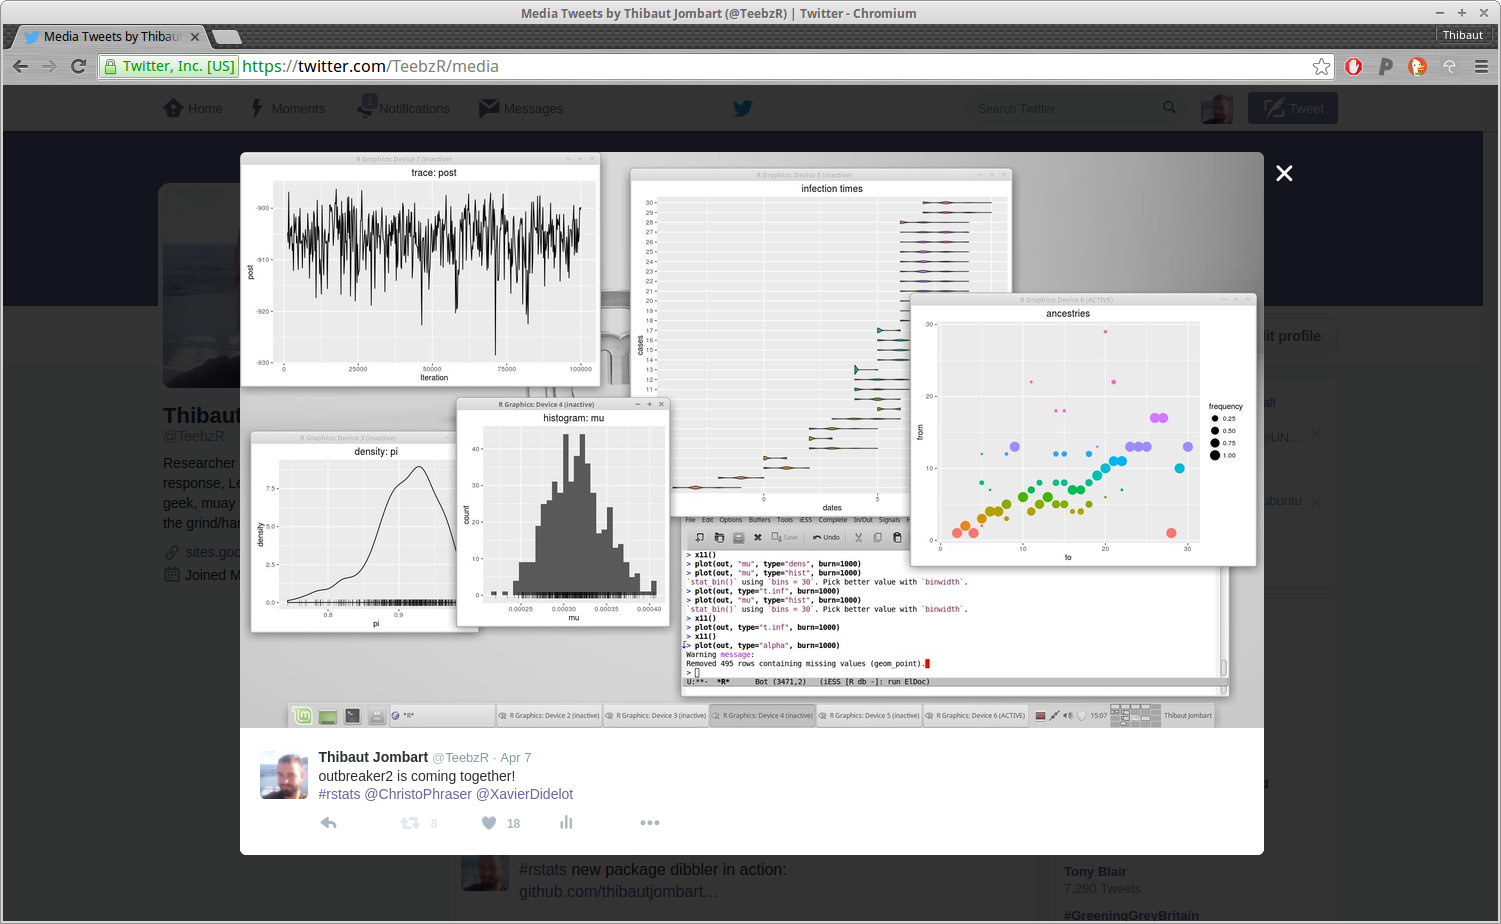 Media Tweets by Thibaut Jombart (@TeebzR) | Twitter - Chromium
Media Tweets by Thibau
Thibaut
Twitter, Inc. [US] https://twitter.com/TeebzR/media
Home Moments 1 Notifications Messages Search Twitter Tweet
R Graphics: Device 2 (inactive)
trace: post
post
-900
-910
-920
-930
0 25000 50000 75000 100000
Iteration
R Graphics: Device 5 (inactive)
infection times
cases
30
29
28
27
26
25
24
23
22
21
20
19
18
17
16
15
14
13
12
11
0 5
dates
R Graphics: Device 6 (ACTIVE)
ancestries
from
30
20
10
0
0 10 20 30
to
frequency
0.25
0.50
0.75
1.00
R Graphics: Device 3 (inactive)
density: pi
density
7.5
5.0
2.5
0.0
0.8 0.9
pi
R Graphics: Device 4 (inactive)
histogram: mu
count
40
30
20
10
0
0.00025 0.00030 0.00035 0.00040
mu
File Edit Options Buffers Tools iESS Complete In/Out Signals
Save Undo
> x11()
> plot(out, "mu", type="dens", burn=1000)
> plot(out, "mu", type="hist", burn=1000)
`stat_bin()` using `bins = 30`. Pick better value with `binwidth`.
> plot(out, type="t.inf", burn=1000)
> plot(out, "mu", type="hist", burn=1000)
`stat_bin()` using `bins = 30`. Pick better value with `binwidth`.
> x11()
> plot(out, type="t.inf", burn=1000)
> x11()
> plot(out, type="alpha", burn=1000)
Warning message:
Removed 495 rows containing missing values (geom_point).
>
U:**- *R* Bot (3471,2) (iESS [R db -]: run ElDoc)
*R* R Graphics: Device 2 (inactive) R Graphics: Device 3 (inactive) R Graphics: Device 4 (inactive) R Graphics: Device 5 (inactive) R Graphics: Device 6 (ACTIVE) 15:07 Thibaut Jombart
Thibaut
@TeebzR
Researcher
response, Le
geek, muay
the grind/har
sites.goo
Joined M
dit profile
all
UN...
ubuntu
Thibaut Jombart @TeebzR · Apr 7
outbreaker2 is coming together!
#rstats @ChristoPhraser @XavierDidelot
8 18
#rstats new package dibbler in action:
github.com/thibautjombart…
Tony Blair
7,290 Tweets
#GreeningGreyBritain